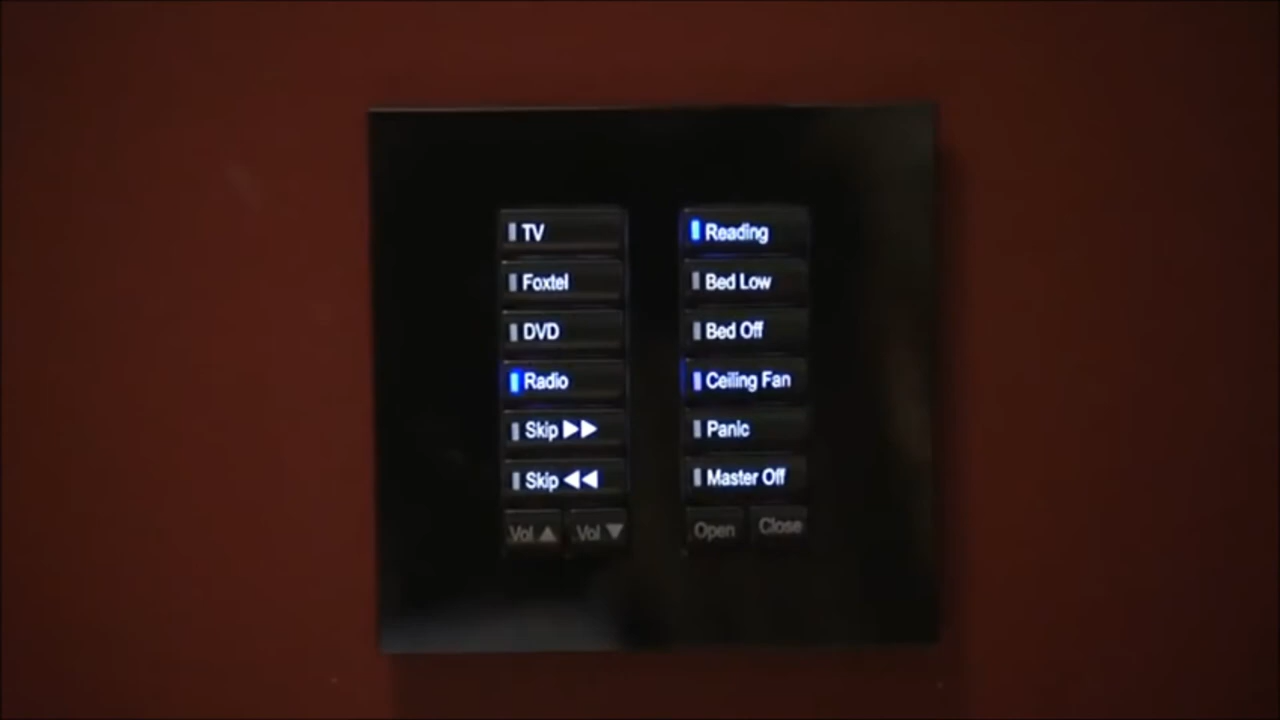 TV
Foxtel
DVD
Radio
Skip ▶▶
Skip ◀◀
Vol ▲ Vol ▼
Reading
Bed Low
Bed Off
Ceiling Fan
Panic
Master Off
Open Close